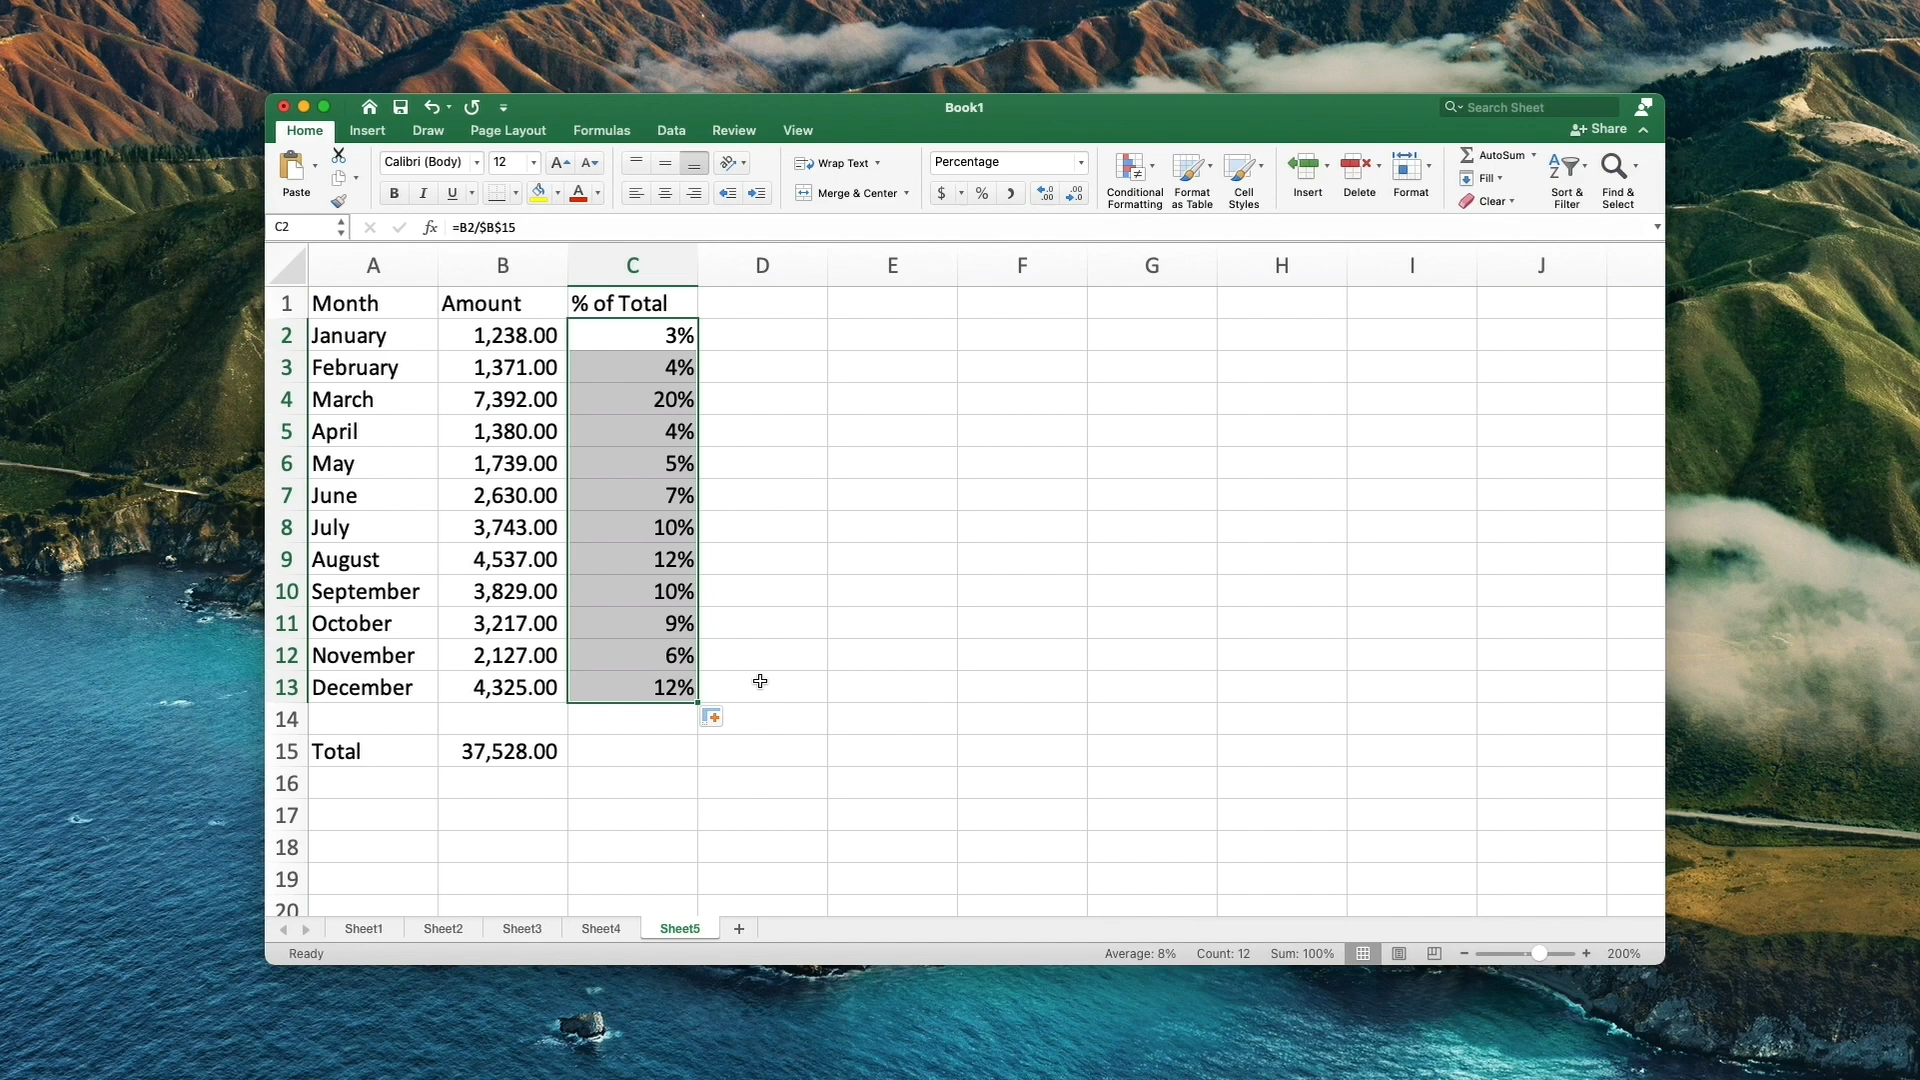 Book1
Search Sheet
Home Insert Draw Page Layout Formulas Data Review View
Share
Paste
Calibri (Body) 12
A A
B I U A
Wrap Text
Merge & Center
Percentage
$ % .0 .00 .00 .0
Conditional Formatting
Format as Table
Cell Styles
Insert
Delete
Format
AutoSum
Fill
Clear
Sort & Filter
Find & Select
C2 fx =B2/$B$15
A B C D E F G H I J
1 Month Amount % of Total
2 January 1,238.00 3%
3 February 1,371.00 4%
4 March 7,392.00 20%
5 April 1,380.00 4%
6 May 1,739.00 5%
7 June 2,630.00 7%
8 July 3,743.00 10%
9 August 4,537.00 12%
10 September 3,829.00 10%
11 October 3,217.00 9%
12 November 2,127.00 6%
13 December 4,325.00 12%
14
15 Total 37,528.00
16
17
18
19
20
Sheet1 Sheet2 Sheet3 Sheet4 Sheet5 +
Ready Average: 8% Count: 12 Sum: 100% 200%